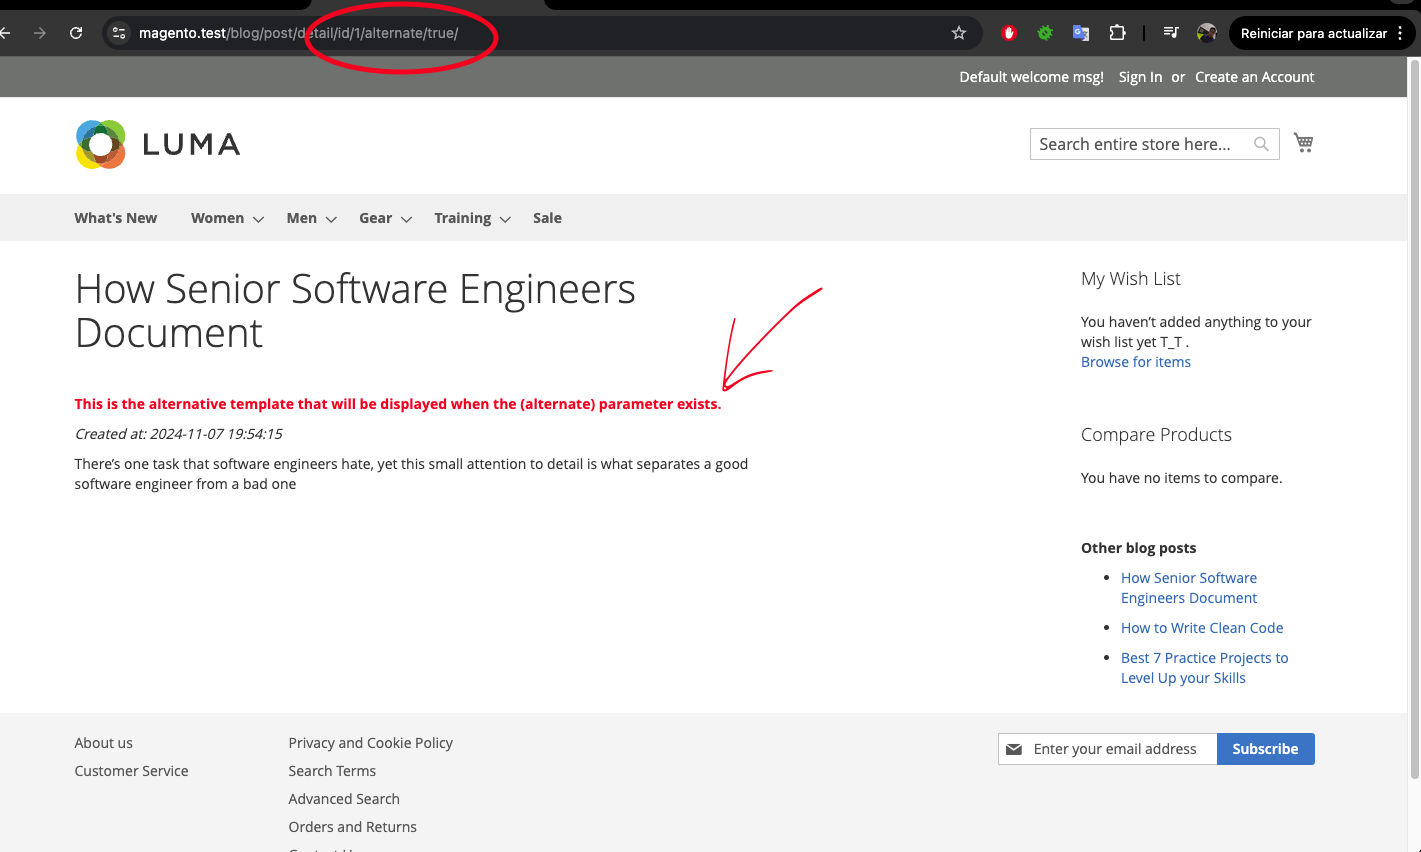 magento.test/blog/post/detail/id/1/alternate/true/
Reiniciar para actualizar
Default welcome msg! Sign In or Create an Account
LUMA
Search entire store here...
What's New Women Men Gear Training Sale
How Senior Software Engineers
Document
This is the alternative template that will be displayed when the (alternate) parameter exists.
Created at: 2024-11-07 19:54:15
There's one task that software engineers hate, yet this small attention to detail is what separates a good
software engineer from a bad one
My Wish List
You haven't added anything to your
wish list yet T_T .
Browse for items
Compare Products
You have no items to compare.
Other blog posts
How Senior Software
Engineers Document
How to Write Clean Code
Best 7 Practice Projects to
Level Up your Skills
About us
Customer Service
Privacy and Cookie Policy
Search Terms
Advanced Search
Orders and Returns
Enter your email address
Subscribe